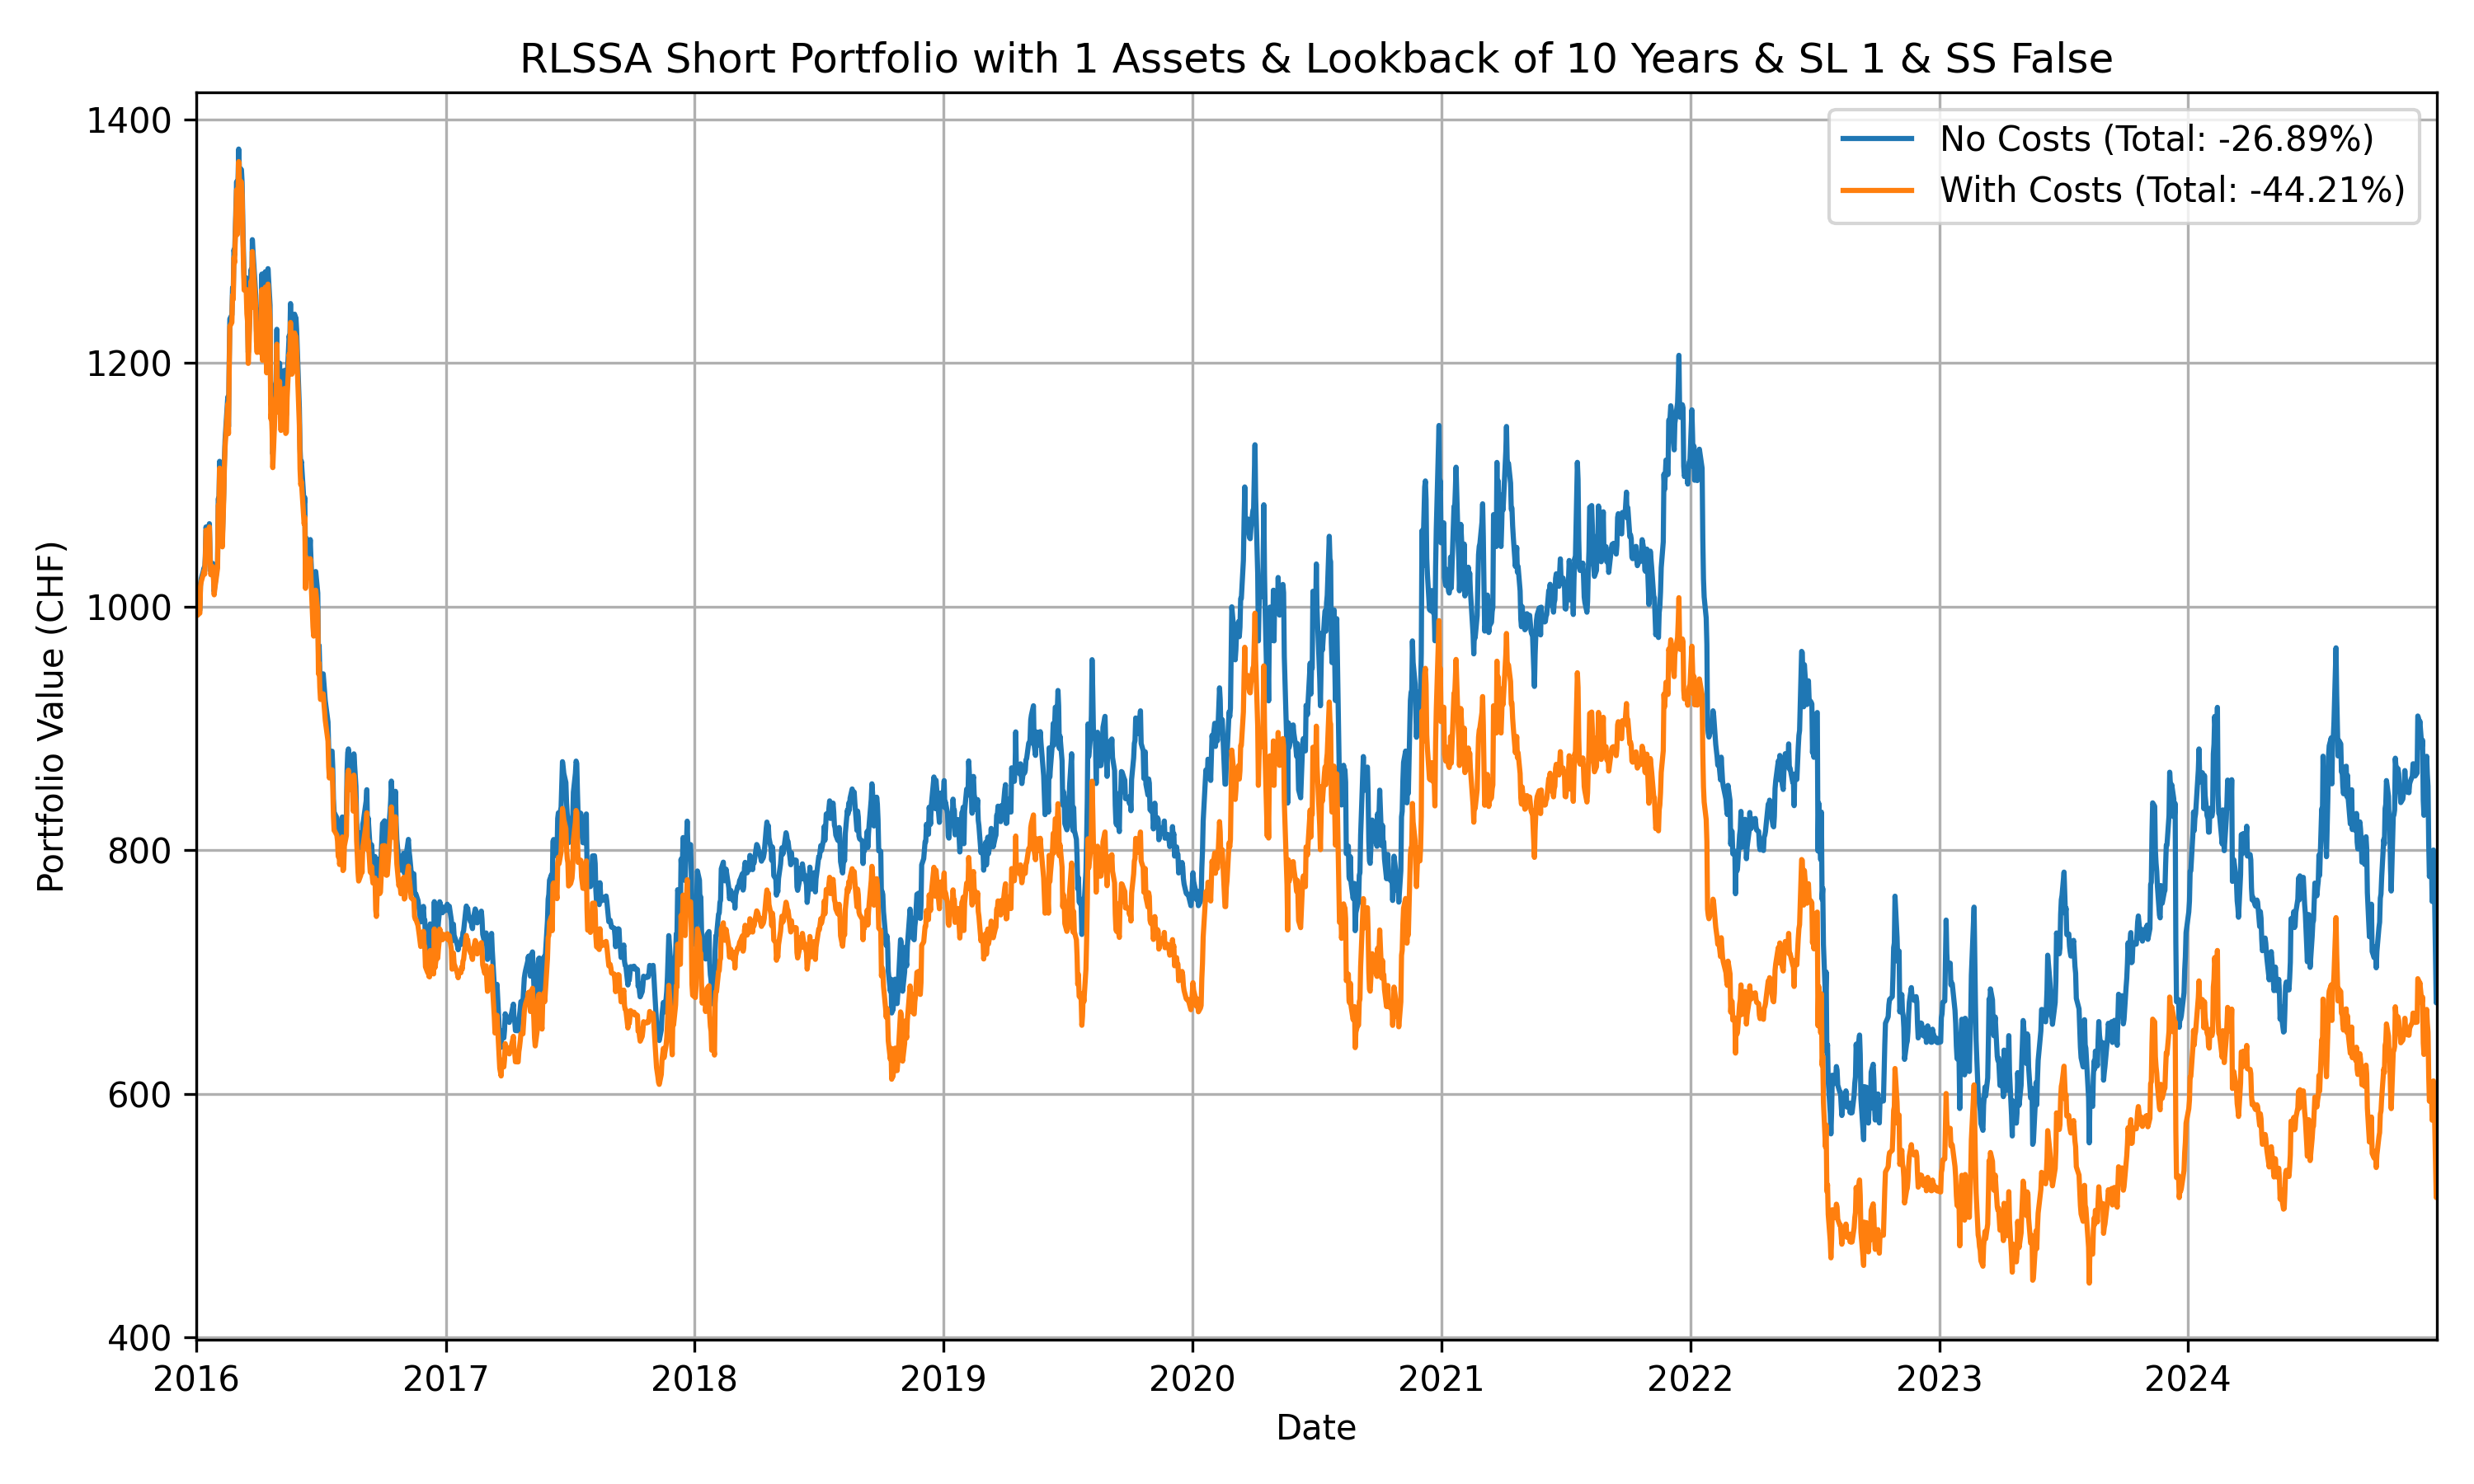 RLSSA Short Portfolio with 1 Assets & Lookback of 10 Years & SL 1 & SS False
No Costs (Total: -26.89%)
With Costs (Total: -44.21%)
Portfolio Value (CHF)
1400
1200
1000
800
600
400
2016 2017 2018 2019 2020 2021 2022 2023 2024
Date